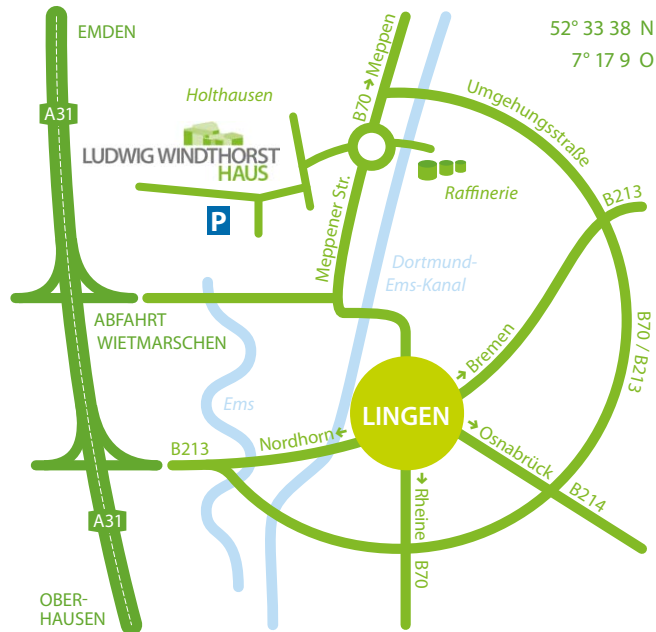 EMDEN
52° 33 38 N
7° 17 9 O
A31
Holthausen
B70 → Meppen
Umgehungsstraße
LUDWIG WINDTHORST
HAUS
Raffinerie
B213
P
Meppener Str.
Dortmund-
Ems-Kanal
ABFAHRT
WIETMARSCHEN
B70 / B213
→ Bremen
Ems
LINGEN
B213
Nordhorn ←
→ Osnabrück
B214
→ Rheine
B70
A31
OBER-
HAUSEN